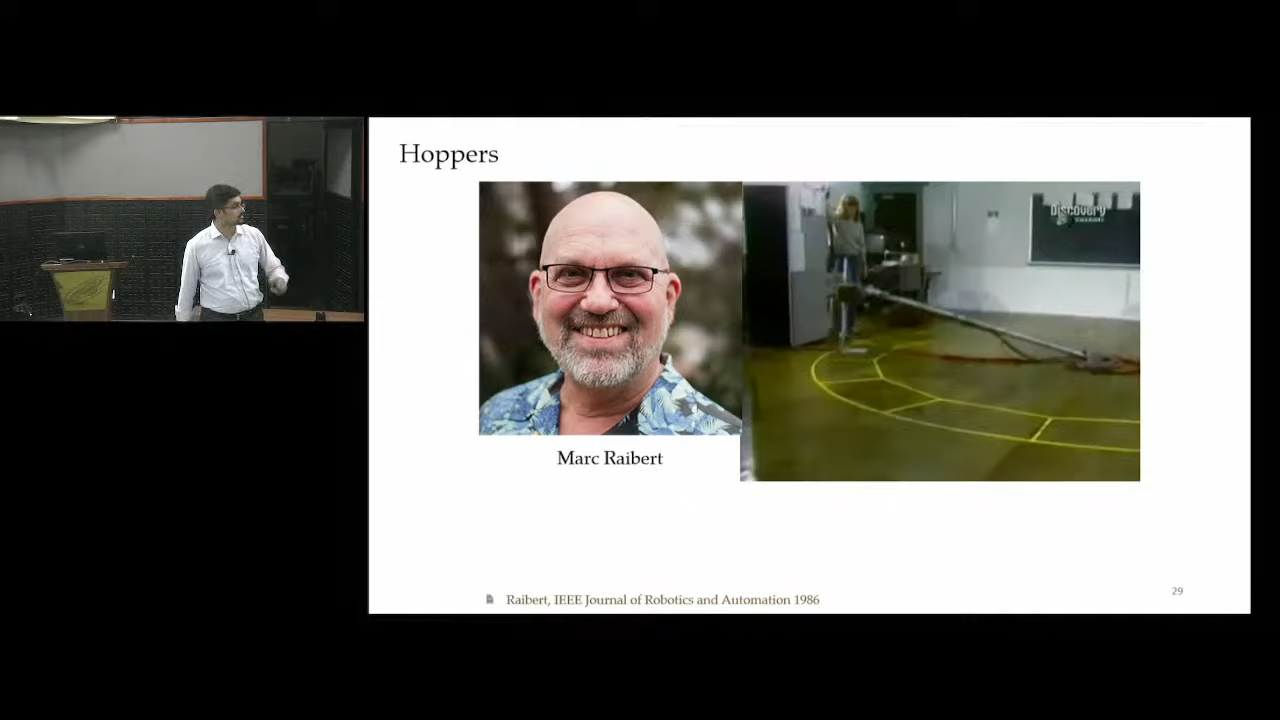 Hoppers
Discovery
Marc Raibert
Raibert, IEEE Journal of Robotics and Automation 1986
29